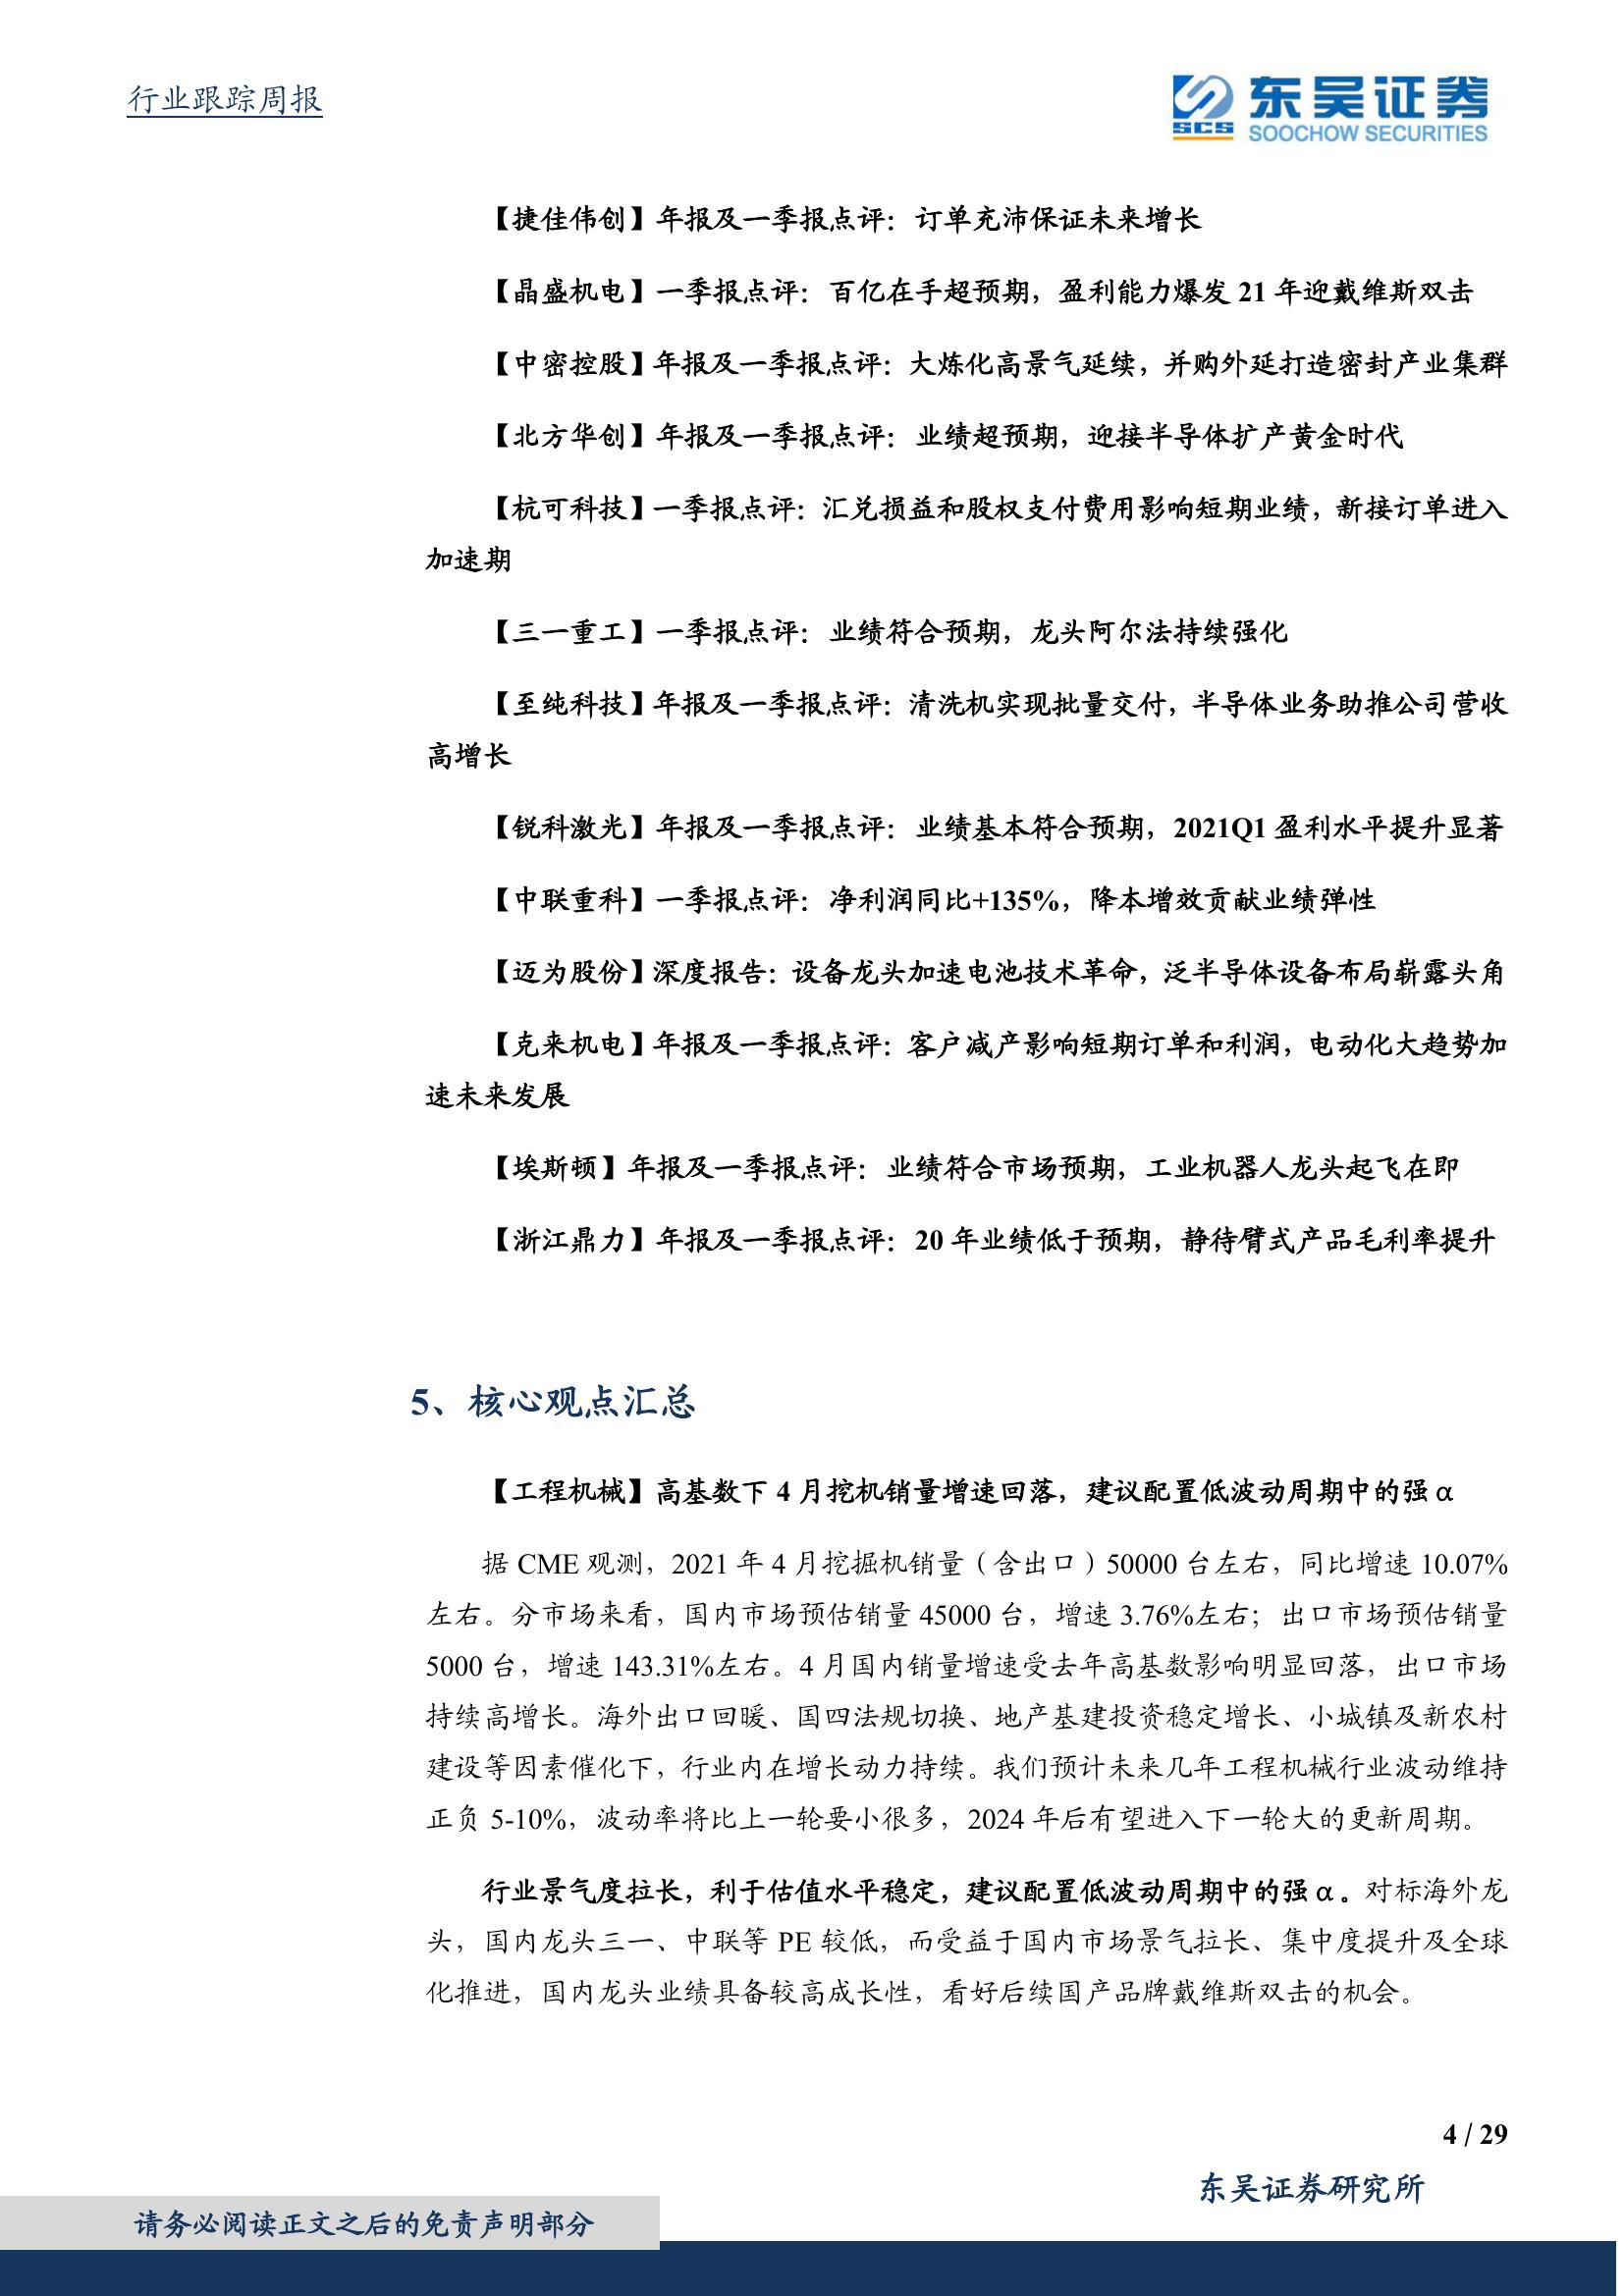 行业跟踪周报
SCS 东吴证券
SOOCHOW SECURITIES
【捷佳伟创】年报及一季报点评：订单充沛保证未来增长
【晶盛机电】一季报点评：百亿在手超预期，盈利能力爆发 21 年迎戴维斯双击
【中密控股】年报及一季报点评：大炼化高景气延续，并购外延打造密封产业集群
【北方华创】年报及一季报点评：业绩超预期，迎接半导体扩产黄金时代
【杭可科技】一季报点评：汇兑损益和股权支付费用影响短期业绩，新接订单进入
加速期
【三一重工】一季报点评：业绩符合预期，龙头阿尔法持续强化
【至纯科技】年报及一季报点评：清洗机实现批量交付，半导体业务助推公司营收
高增长
【锐科激光】年报及一季报点评：业绩基本符合预期，2021Q1 盈利水平提升显著
【中联重科】一季报点评：净利润同比+135%，降本增效贡献业绩弹性
【迈为股份】深度报告：设备龙头加速电池技术革命，泛半导体设备布局崭露头角
【克来机电】年报及一季报点评：客户减产影响短期订单和利润，电动化大趋势加
速未来发展
【埃斯顿】年报及一季报点评：业绩符合市场预期，工业机器人龙头起飞在即
【浙江鼎力】年报及一季报点评：20 年业绩低于预期，静待臂式产品毛利率提升
5、核心观点汇总
【工程机械】高基数下 4 月挖机销量增速回落，建议配置低波动周期中的强α
据 CME 观测，2021 年 4 月挖掘机销量（含出口）50000 台左右，同比增速 10.07%
左右。分市场来看，国内市场预估销量 45000 台，增速 3.76%左右；出口市场预估销量
5000 台，增速 143.31%左右。4 月国内销量增速受去年高基数影响明显回落，出口市场
持续高增长。海外出口回暖、国四法规切换、地产基建投资稳定增长、小城镇及新农村
建设等因素催化下，行业内在增长动力持续。我们预计未来几年工程机械行业波动维持
正负 5-10%，波动率将比上一轮要小很多，2024 年后有望进入下一轮大的更新周期。
行业景气度拉长，利于估值水平稳定，建议配置低波动周期中的强α。对标海外龙
头，国内龙头三一、中联等 PE 较低，而受益于国内市场景气拉长、集中度提升及全球
化推进，国内龙头业绩具备较高成长性，看好后续国产品牌戴维斯双击的机会。
4 / 29
东吴证券研究所
请务必阅读正文之后的免责声明部分